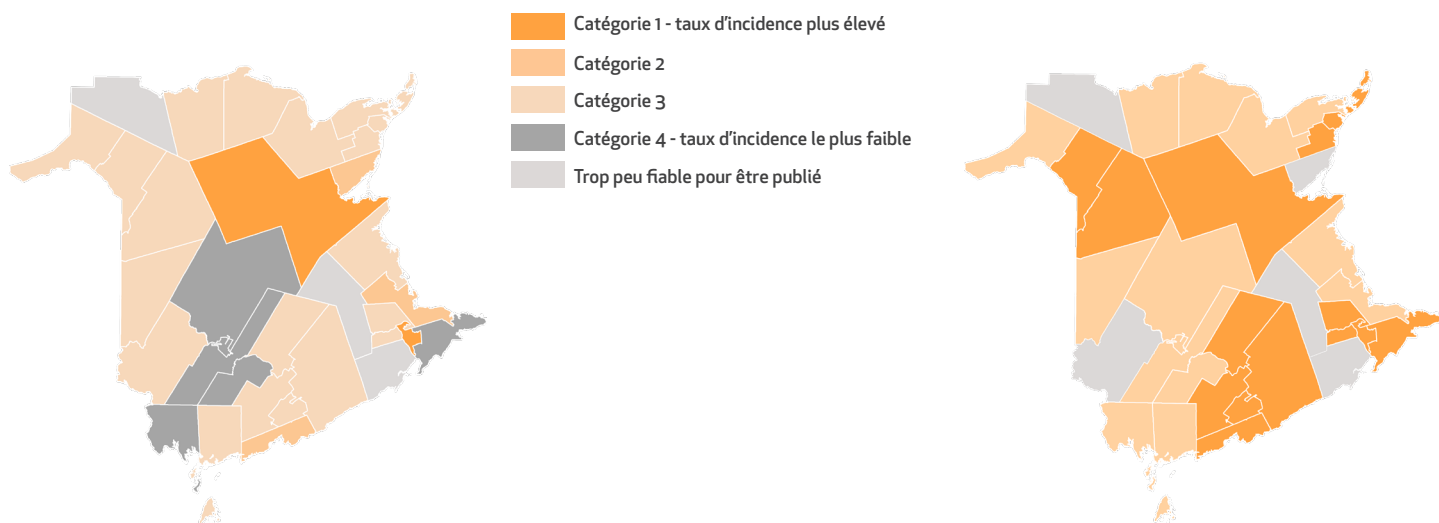 Catégorie 1 - taux d'incidence plus élevé
Catégorie 2
Catégorie 3
Catégorie 4 - taux d'incidence le plus faible
Trop peu fiable pour être publié